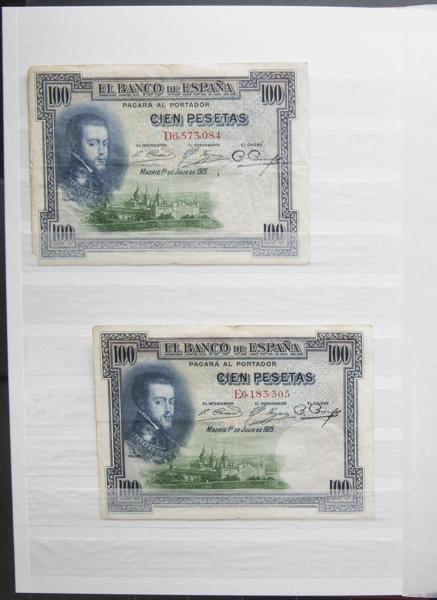 100 EL BANCO DE ESPAÑA 100
PAGARÁ AL PORTADOR
CIEN PESETAS
D6,573,084
EL INTERVENTOR EL GOBERNADOR EL CAJERO
MADRID 1º DE JULIO DE 1925.
100 100
100 EL BANCO DE ESPAÑA 100
PAGARÁ AL PORTADOR
CIEN PESETAS
E6,183,305
EL INTERVENTOR EL GOBERNADOR EL CAJERO
MADRID 1º DE JULIO DE 1925.
100 100